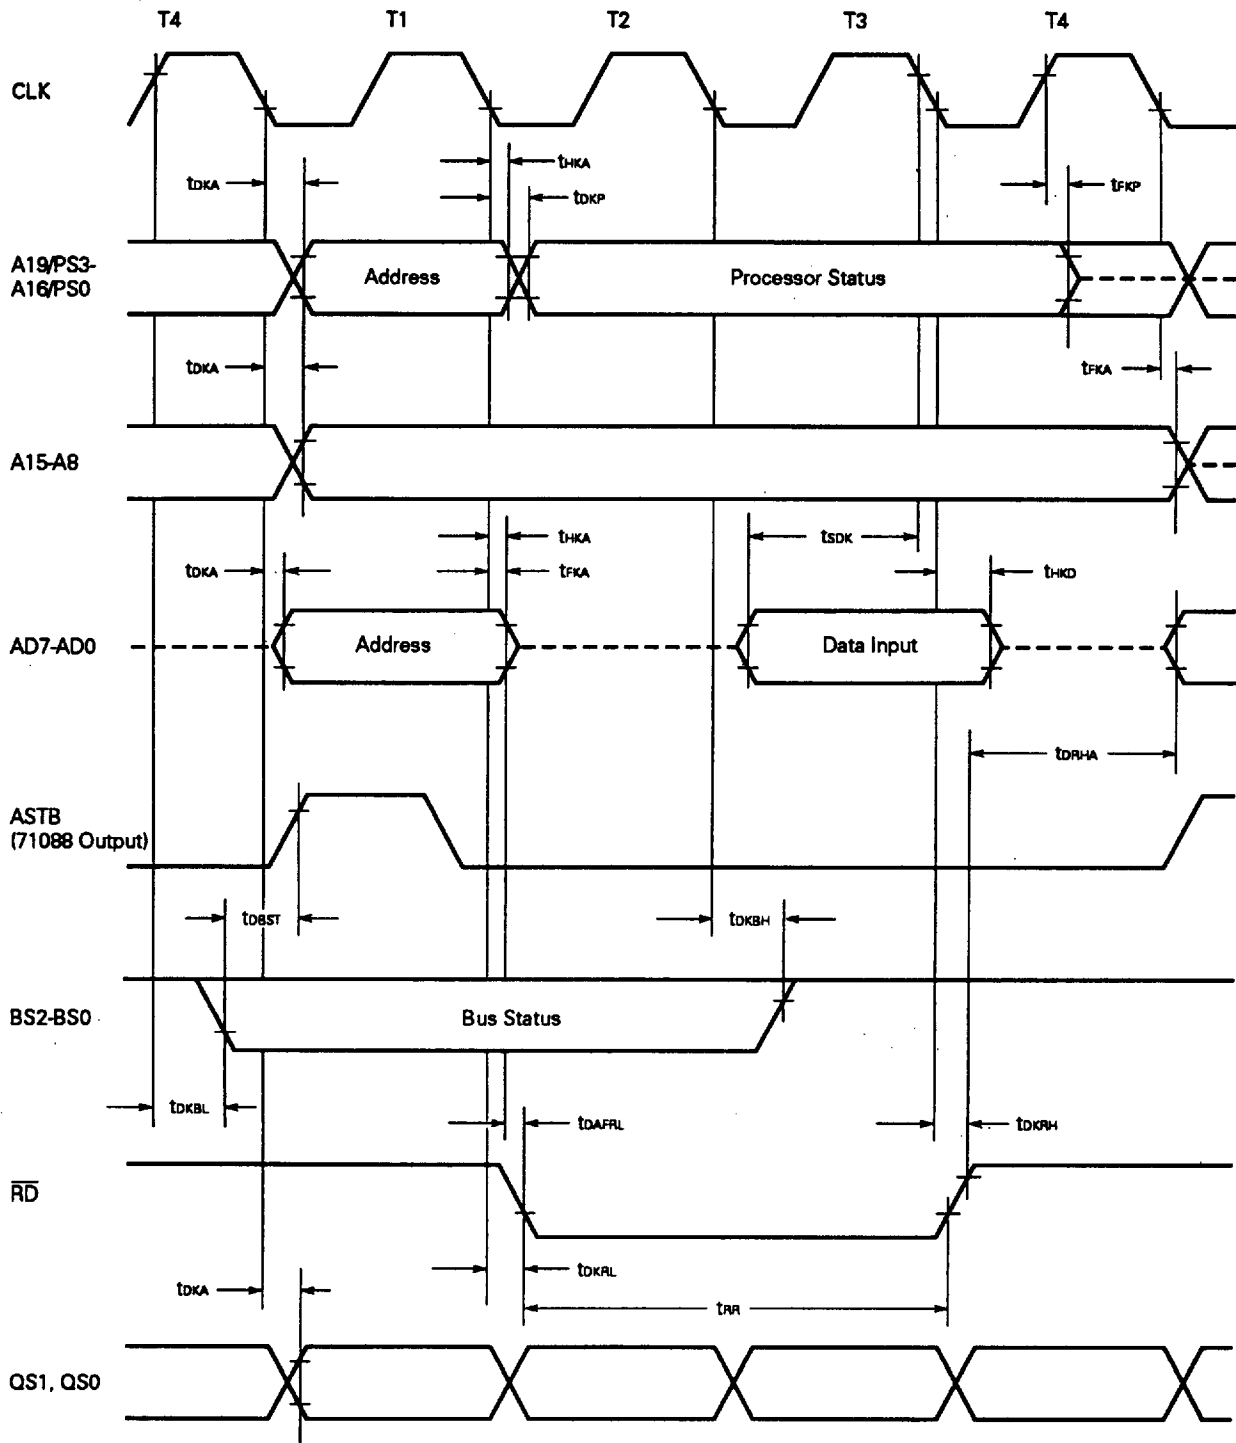 T4 T1 T2 T3 T4
CLK
tHKA
tDKA
tFKP
tDKP
A19/PS3-
A16/PS0
Address
Processor Status
tDKA
tFKA
A15-A8
tHKA
tSDK
tDKA
tFKA
tHKD
AD7-AD0
Address
Data Input
tDRHA
ASTB
(71088 Output)
tDBST
tDKBH
BS2-BS0
Bus Status
tDKBL
tDAFRL
tDKRH
RD
tDKRL
tDKA
tRR
QS1, QS0